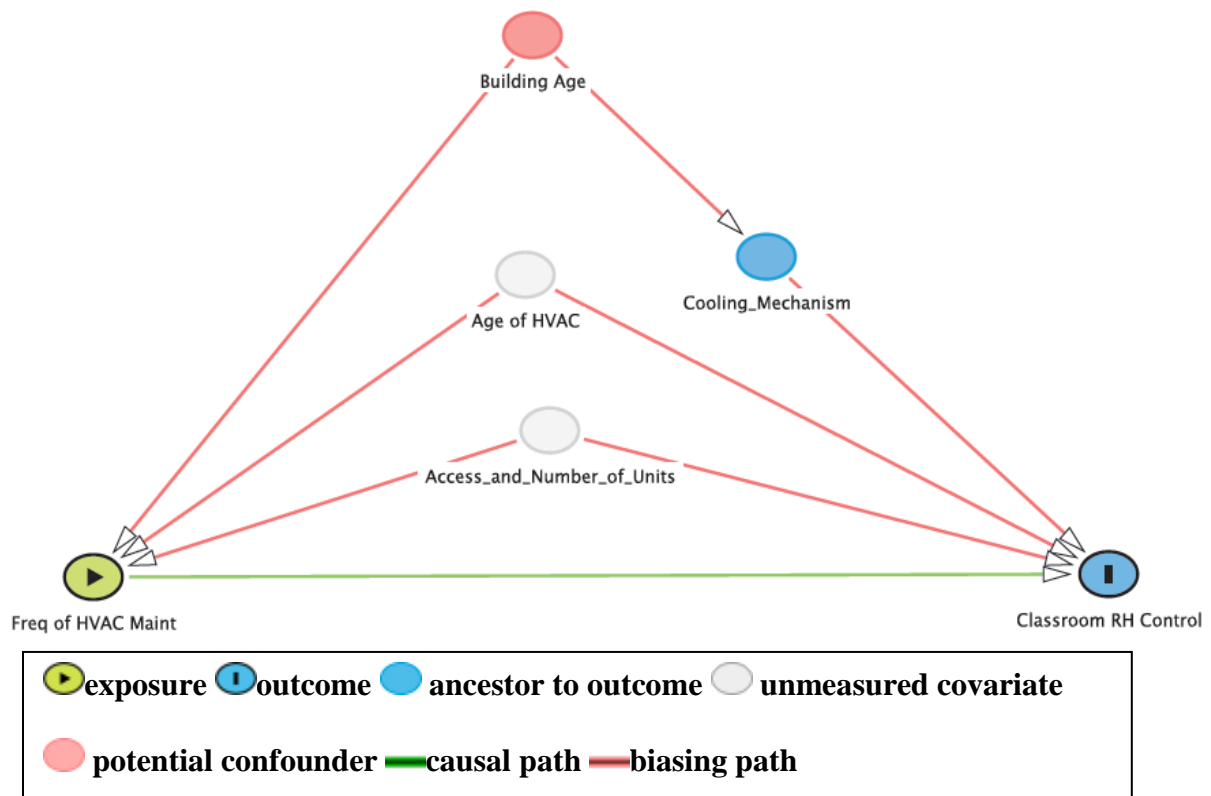 Building Age
Cooling_Mechanism
Age of HVAC
Access_and_Number_of_Units
Freq of HVAC Maint
Classroom RH Control
exposure outcome ancestor to outcome unmeasured covariate
potential confounder causal path biasing path